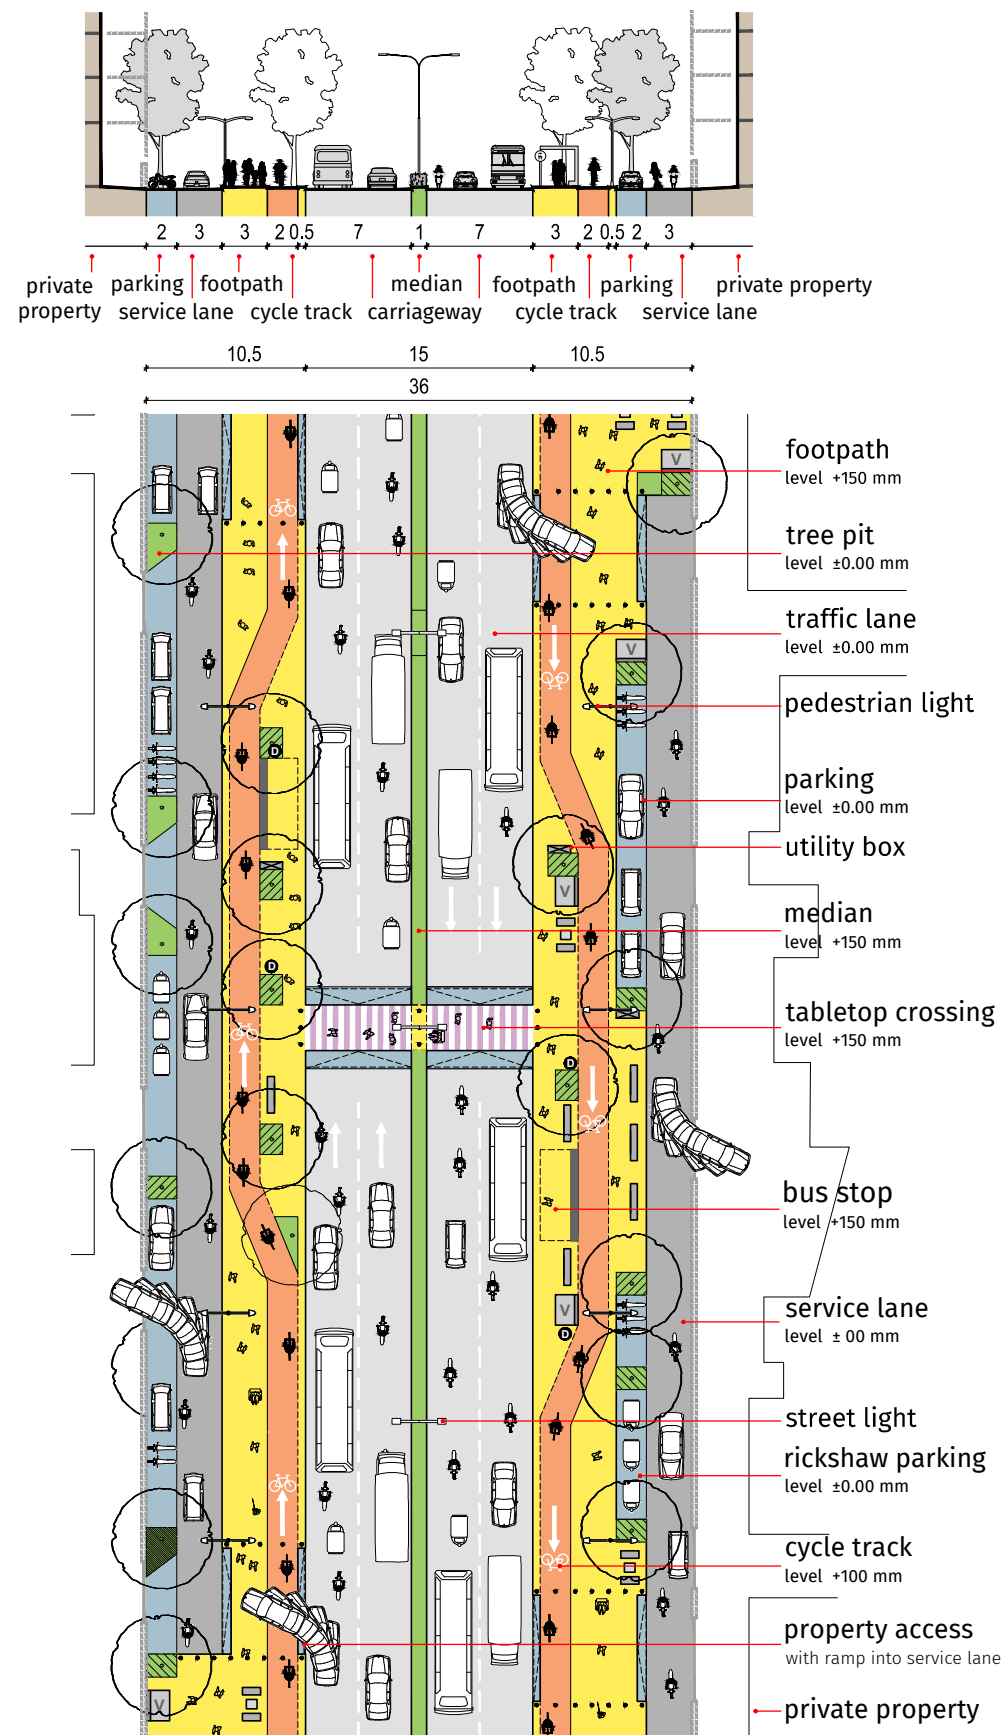 2 3 3 2 0.5 7 1 7 3 2 0.5 2 3
private property
parking
service lane
footpath
cycle track
median
carriageway
footpath
cycle track
parking
service lane
private property
10.5 15 10.5
36
footpath
level +150 mm
V
tree pit
level ±0.00 mm
traffic lane
level ±0.00 mm
V
pedestrian light
D
parking
level ±0.00 mm
utility box
V
median
level +150 mm
D
tabletop crossing
level +150 mm
D
bus stop
level +150 mm
V
service lane
level ± 00 mm
D
street light
rickshaw parking
level ±0.00 mm
cycle track
level +100 mm
property access
with ramp into service lane
V
private property